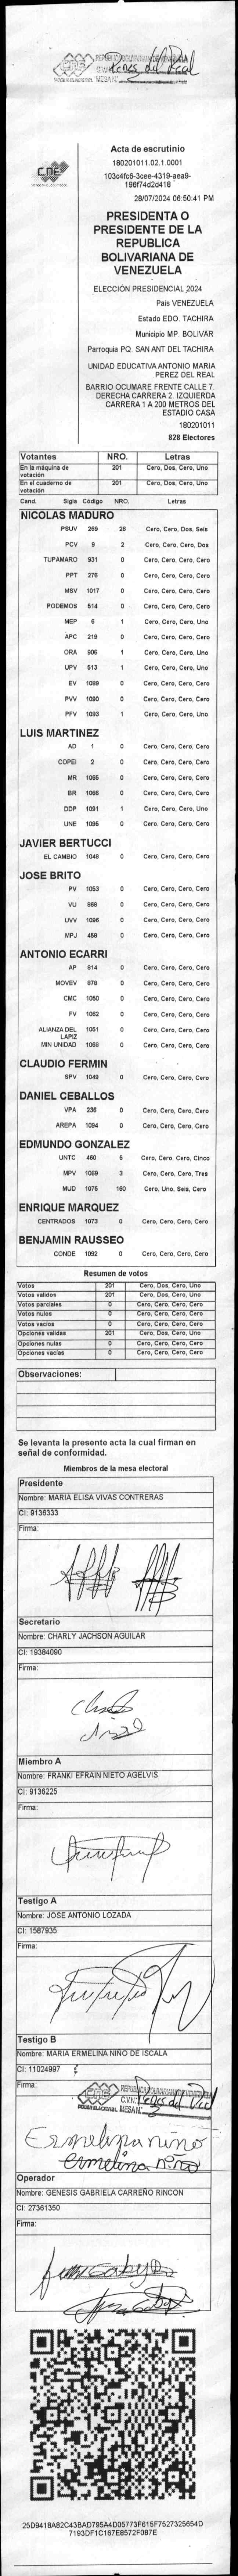 CNE
Perez del Real
MESA Nº
CNE
Acta de escrutinio
180201011.02.1.0001
103c4fc6-3cee-4319-aea9-
196f74d2d418
28/07/2024 06:50:41 PM
PRESIDENTA O
PRESIDENTE DE LA
REPUBLICA
BOLIVARIANA DE
VENEZUELA
ELECCIÓN PRESIDENCIAL 2024
País VENEZUELA
Estado EDO. TACHIRA
Municipio MP. BOLIVAR
Parroquia PQ. SAN ANT DEL TACHIRA
UNIDAD EDUCATIVA ANTONIO MARIA
PEREZ DEL REAL
BARRIO OCUMARE FRENTE CALLE 7.
DERECHA CARRERA 2. IZQUIERDA
CARRERA 1 A 200 METROS DEL
ESTADIO CASA
180201011
828 Electores
Votantes NRO. Letras
En la máquina de votación 201 Cero, Dos, Cero, Uno
En el cuaderno de votación 201 Cero, Dos, Cero, Uno
Cand. Sigla Código NRO. Letras
NICOLAS MADURO
PSUV 269 26 Cero, Cero, Dos, Seis
PCV 9 2 Cero, Cero, Cero, Dos
TUPAMARO 931 0 Cero, Cero, Cero, Cero
PPT 276 0 Cero, Cero, Cero, Cero
MSV 1017 0 Cero, Cero, Cero, Cero
PODEMOS 514 0 Cero, Cero, Cero, Cero
MEP 6 1 Cero, Cero, Cero, Uno
APC 219 0 Cero, Cero, Cero, Cero
ORA 906 1 Cero, Cero, Cero, Uno
UPV 513 1 Cero, Cero, Cero, Uno
EV 1089 0 Cero, Cero, Cero, Cero
PVV 1090 0 Cero, Cero, Cero, Cero
PFV 1093 1 Cero, Cero, Cero, Uno
LUIS MARTINEZ
AD 1 0 Cero, Cero, Cero, Cero
COPEI 2 0 Cero, Cero, Cero, Cero
MR 1065 0 Cero, Cero, Cero, Cero
BR 1066 0 Cero, Cero, Cero, Cero
DDP 1091 1 Cero, Cero, Cero, Uno
UNE 1095 0 Cero, Cero, Cero, Cero
JAVIER BERTUCCI
EL CAMBIO 1048 0 Cero, Cero, Cero, Cero
JOSE BRITO
PV 1053 0 Cero, Cero, Cero, Cero
VU 868 0 Cero, Cero, Cero, Cero
UVV 1096 0 Cero, Cero, Cero, Cero
MPJ 458 0 Cero, Cero, Cero, Cero
ANTONIO ECARRI
AP 814 0 Cero, Cero, Cero, Cero
MOVEV 978 0 Cero, Cero, Cero, Cero
CMC 1050 0 Cero, Cero, Cero, Cero
FV 1062 0 Cero, Cero, Cero, Cero
ALIANZA DEL LAPIZ 1051 0 Cero, Cero, Cero, Cero
MIN UNIDAD 1068 0 Cero, Cero, Cero, Cero
CLAUDIO FERMIN
SPV 1049 0 Cero, Cero, Cero, Cero
DANIEL CEBALLOS
VPA 236 0 Cero, Cero, Cero, Cero
AREPA 1094 0 Cero, Cero, Cero, Cero
EDMUNDO GONZALEZ
UNTC 460 5 Cero, Cero, Cero, Cinco
MPV 1069 3 Cero, Cero, Cero, Tres
MUD 1075 160 Cero, Uno, Seis, Cero
ENRIQUE MARQUEZ
CENTRADOS 1073 0 Cero, Cero, Cero, Cero
BENJAMIN RAUSSEO
CONDE 1092 0 Cero, Cero, Cero, Cero
Resumen de votos
Votos 201 Cero, Dos, Cero, Uno
Votos validos 201 Cero, Dos, Cero, Uno
Votos parciales 0 Cero, Cero, Cero, Cero
Votos nulos 0 Cero, Cero, Cero, Cero
Votos vacios 0 Cero, Cero, Cero, Cero
Opciones validas 201 Cero, Dos, Cero, Uno
Opciones nulas 0 Cero, Cero, Cero, Cero
Opciones vacias 0 Cero, Cero, Cero, Cero
Observaciones:
Se levanta la presente acta la cual firman en
señal de conformidad.
Miembros de la mesa electoral
Presidente
Nombre: MARIA ELISA VIVAS CONTRERAS
CI: 9136333
Firma:
Secretario
Nombre: CHARLY JACHSON AGUILAR
CI: 19384090
Firma:
Miembro A
Nombre: FRANKI EFRAIN NIETO AGELVIS
CI: 9136225
Firma:
Testigo A
Nombre: JOSE ANTONIO LOZADA
CI: 1587935
Firma:
Testigo B
Nombre: MARIA ERMELINA NIÑO DE ISCALA
CI: 11024997
Firma:
CNE
PODER ELECTORAL MESA Nº
Ermelina niño
Ermelina niño
Operador
Nombre: GENESIS GABRIELA CARREÑO RINCON
CI: 27361350
Firma:
25D9418A82C43BAD795A4D05773F615F7527325654D
7193DF1C167E8572F087E